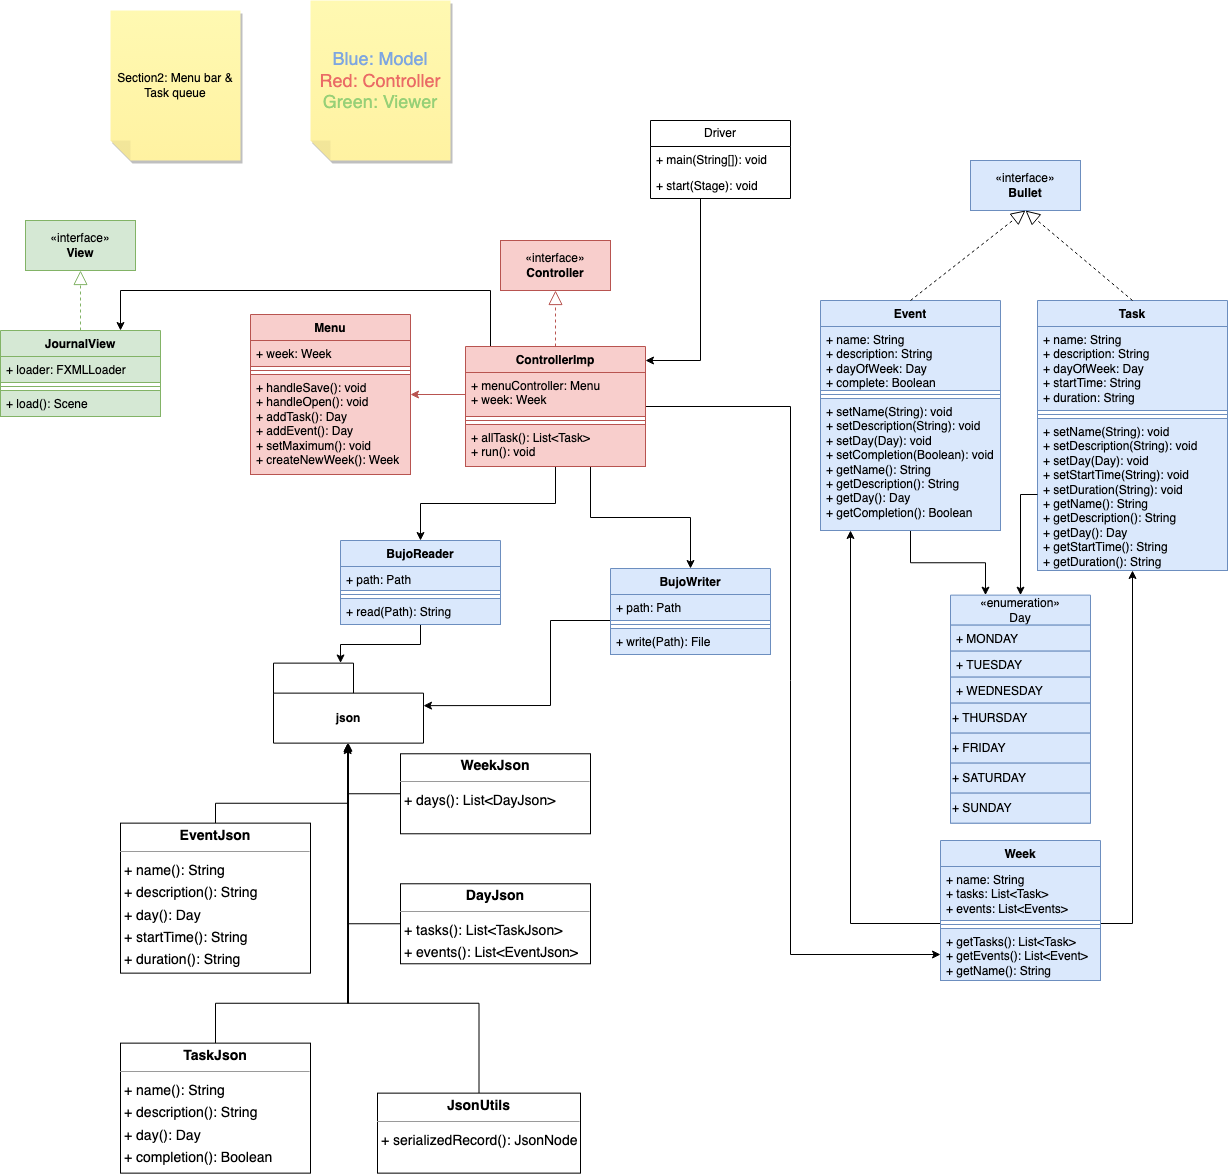 Section2: Menu bar &
Task queue
Blue: Model
Red: Controller
Green: Viewer
Driver
+ main(String[]): void
+ start(Stage): void
«interface»
Bullet
«interface»
View
«interface»
Controller
JournalView
+ loader: FXMLLoader
+ load(): Scene
Menu
+ week: Week
+ handleSave(): void
+ handleOpen(): void
+ addTask(): Day
+ addEvent(): Day
+ setMaximum(): void
+ createNewWeek(): Week
ControllerImp
+ menuController: Menu
+ week: Week
+ allTask(): List<Task>
+ run(): void
Event
+ name: String
+ description: String
+ dayOfWeek: Day
+ complete: Boolean
+ setName(String): void
+ setDescription(String): void
+ setDay(Day): void
+ setCompletion(Boolean): void
+ getName(): String
+ getDescription(): String
+ getDay(): Day
+ getCompletion(): Boolean
Task
+ name: String
+ description: String
+ dayOfWeek: Day
+ startTime: String
+ duration: String
+ setName(String): void
+ setDescription(String): void
+ setDay(Day): void
+ setStartTime(String): void
+ setDuration(String): void
+ getName(): String
+ getDescription(): String
+ getDay(): Day
+ getStartTime(): String
+ getDuration(): String
BujoReader
+ path: Path
+ read(Path): String
BujoWriter
+ path: Path
+ write(Path): File
«enumeration»
Day
+ MONDAY
+ TUESDAY
+ WEDNESDAY
+ THURSDAY
+ FRIDAY
+ SATURDAY
+ SUNDAY
json
WeekJson
+ days(): List<DayJson>
EventJson
+ name(): String
+ description(): String
+ day(): Day
+ startTime(): String
+ duration(): String
DayJson
+ tasks(): List<TaskJson>
+ events(): List<EventJson>
Week
+ name: String
+ tasks: List<Task>
+ events: List<Events>
+ getTasks(): List<Task>
+ getEvents(): List<Event>
+ getName(): String
TaskJson
+ name(): String
+ description(): String
+ day(): Day
+ completion(): Boolean
JsonUtils
+ serializedRecord(): JsonNode